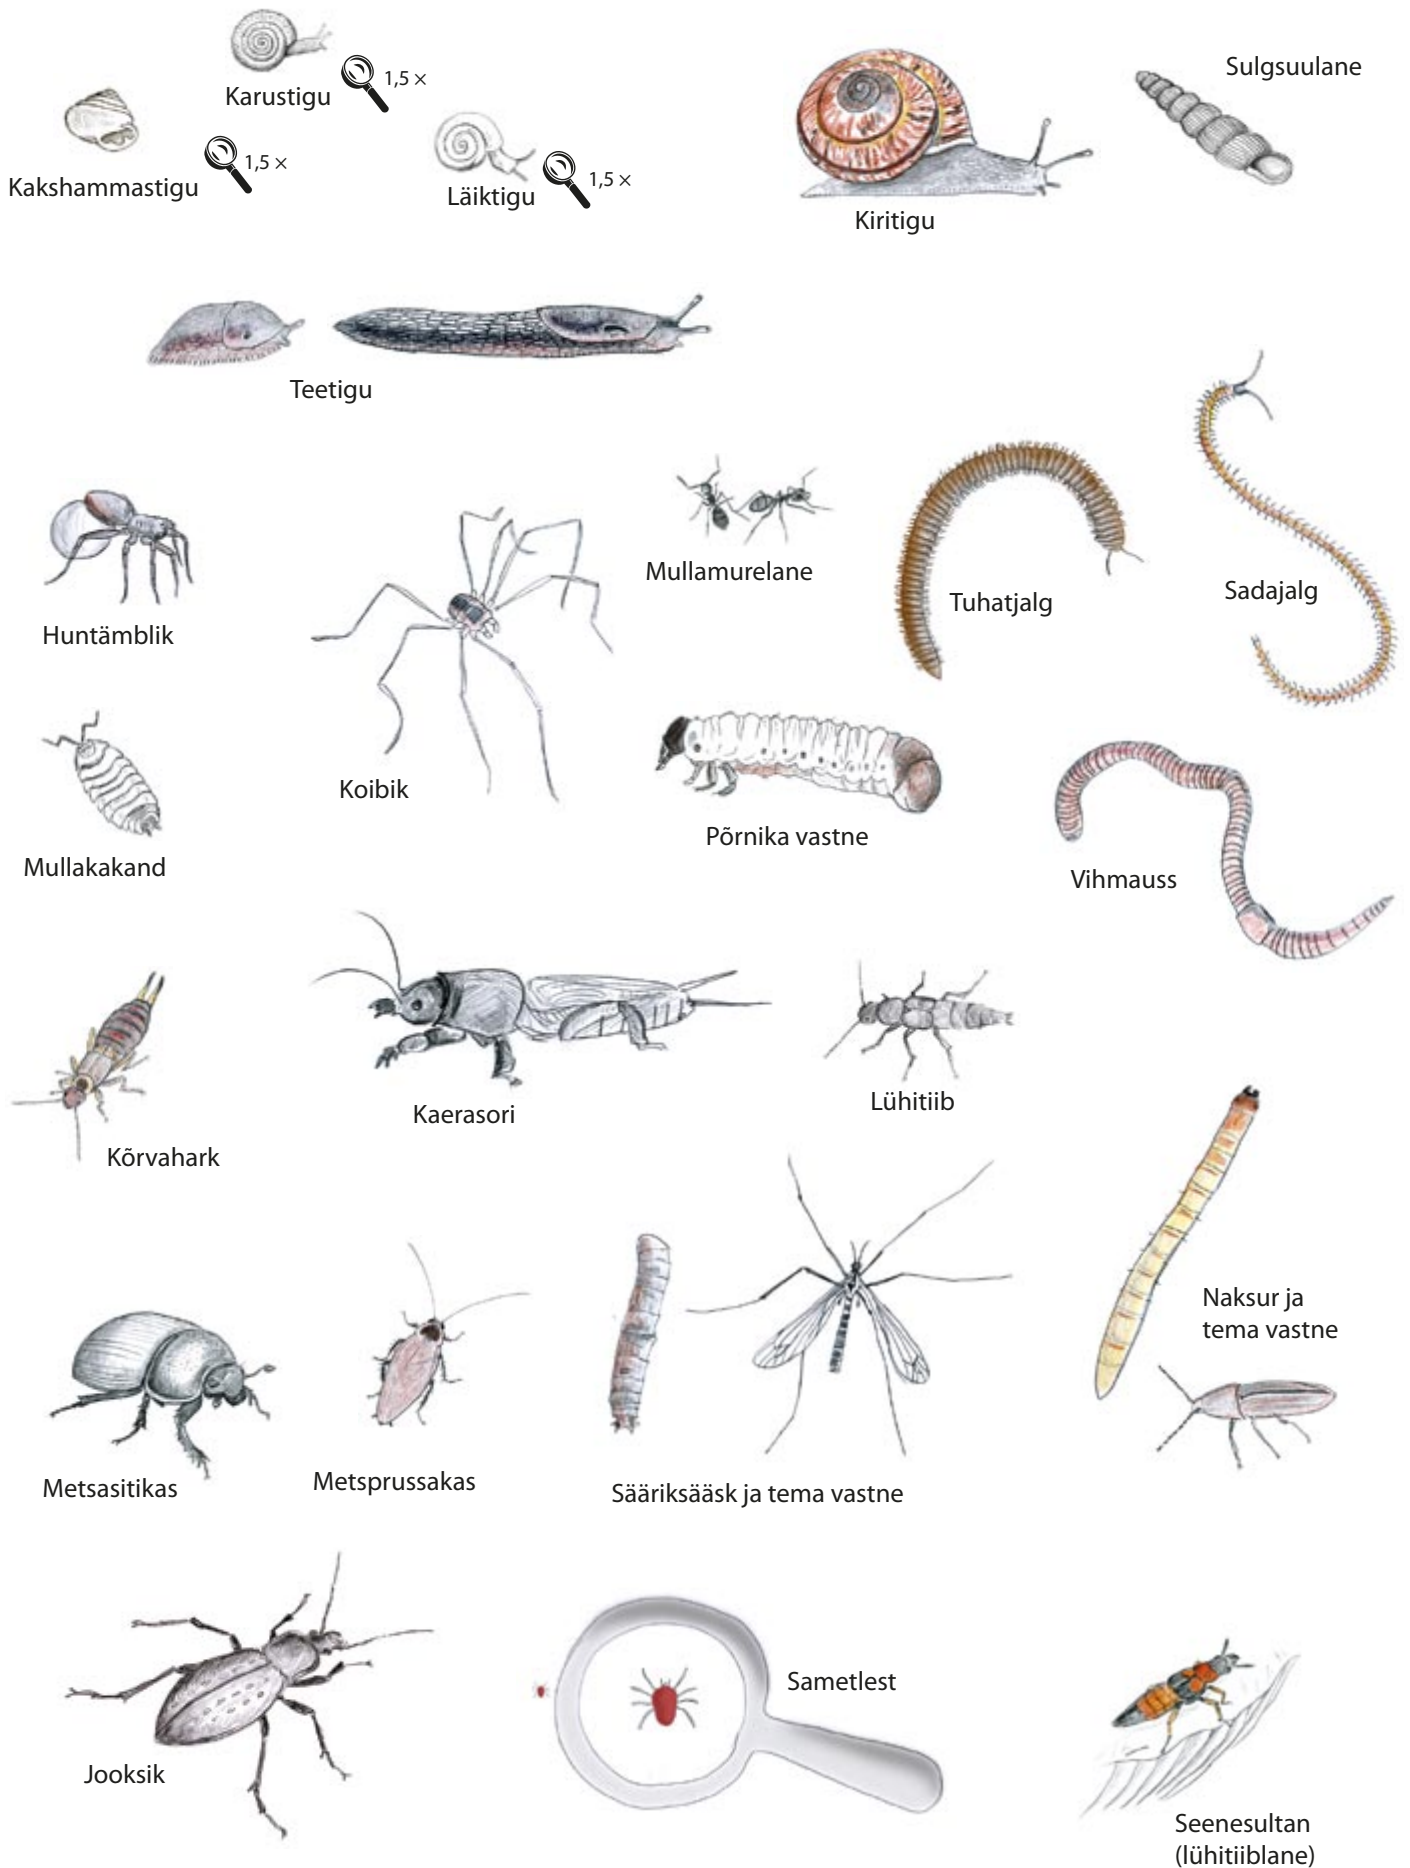 Karustigu
1,5 ×
Sulgsuulane
Kakshammastigu
1,5 ×
Läiktigu
1,5 ×
Kiritigu
Teetigu
Huntämblik
Koibik
Mullamurelane
Tuhatjalg
Sadajalg
Mullakakand
Põrnika vastne
Vihmauss
Kõrvahark
Kaerasori
Lühitiib
Metsasitikas
Metsprussakas
Sääriksääsk ja tema vastne
Naksur ja
tema vastne
Jooksik
Sametlest
Seenesultan
(lühitiiblane)